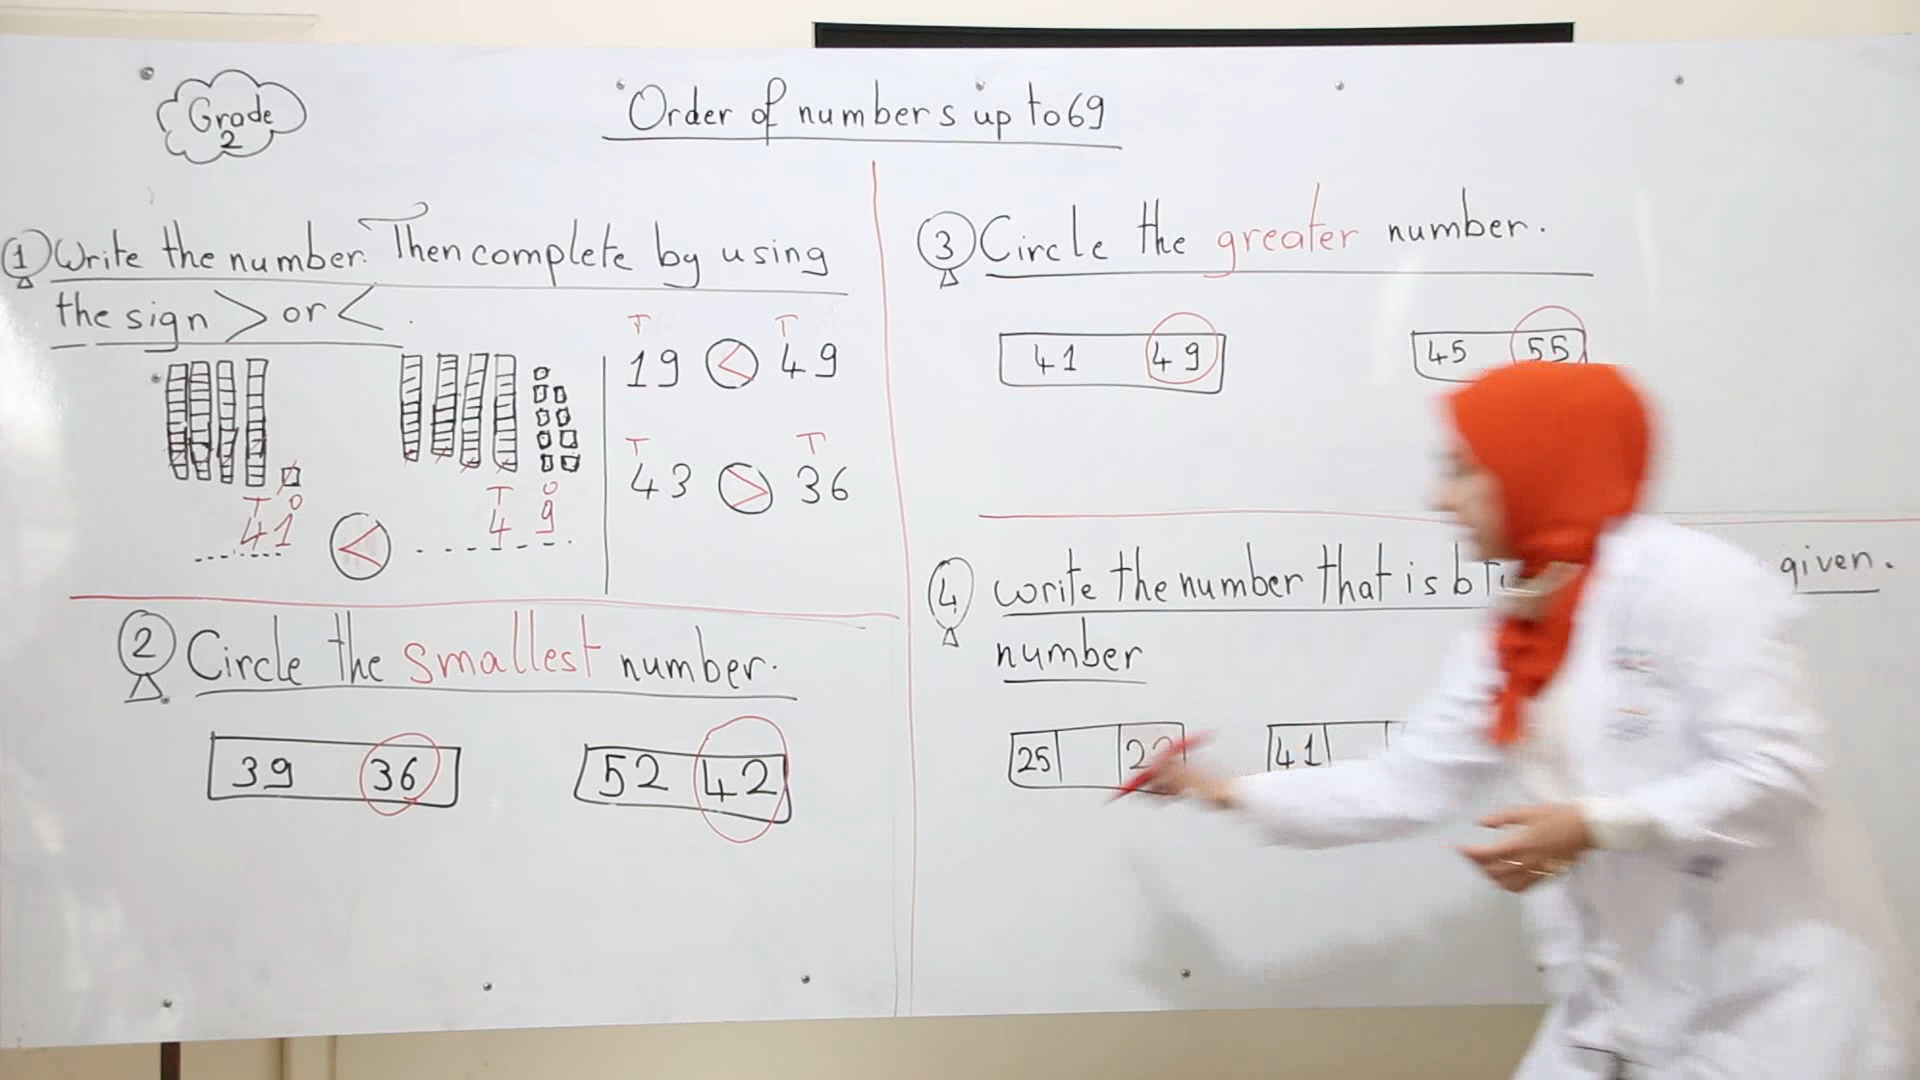 Grade
2
Order of numbers up to 69
1 Write the number. Then complete by using
the sign > or < .
T T
19 < 49
T T
43 > 36
T O T O
41 < 49
2 Circle the smallest number.
39 36
52 42
3 Circle the greater number.
41 49
45 55
4 write the number that is given.
number
25
41